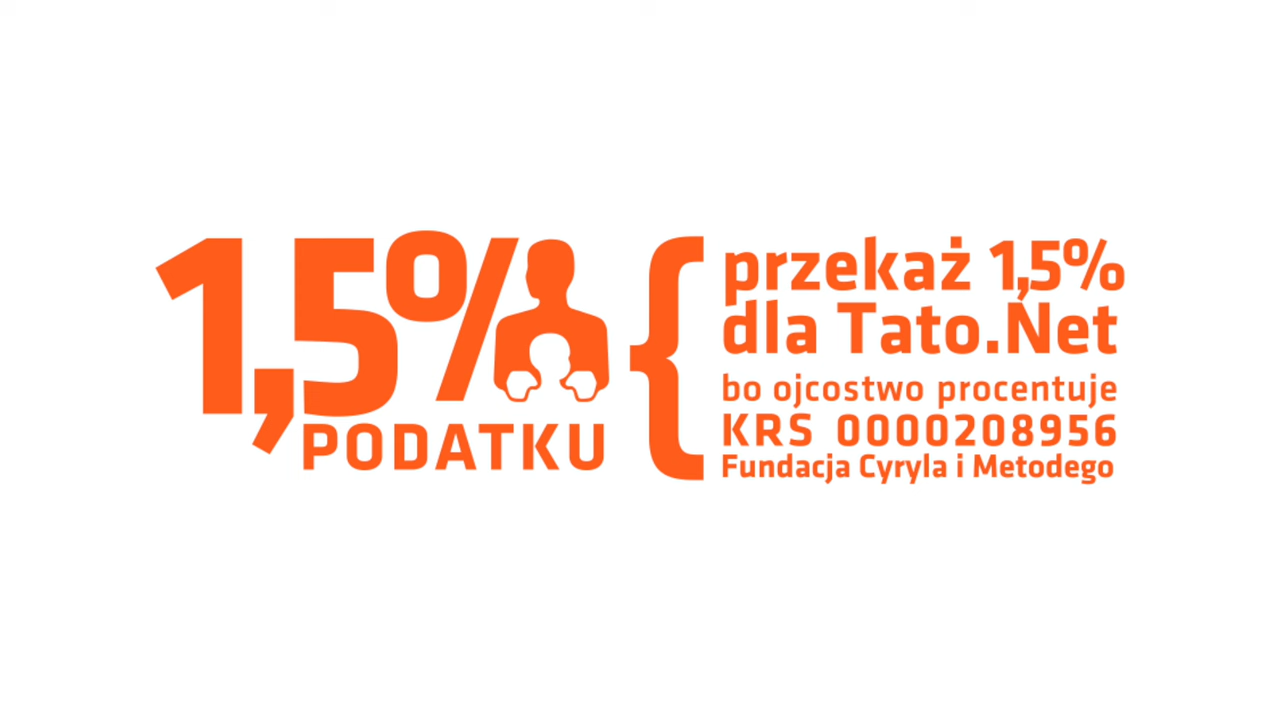 1,5%
PODATKU
przekaż 1,5%
dla Tato.Net
bo ojcostwo procentuje
KRS 0000208956
Fundacja Cyryla i Metodego